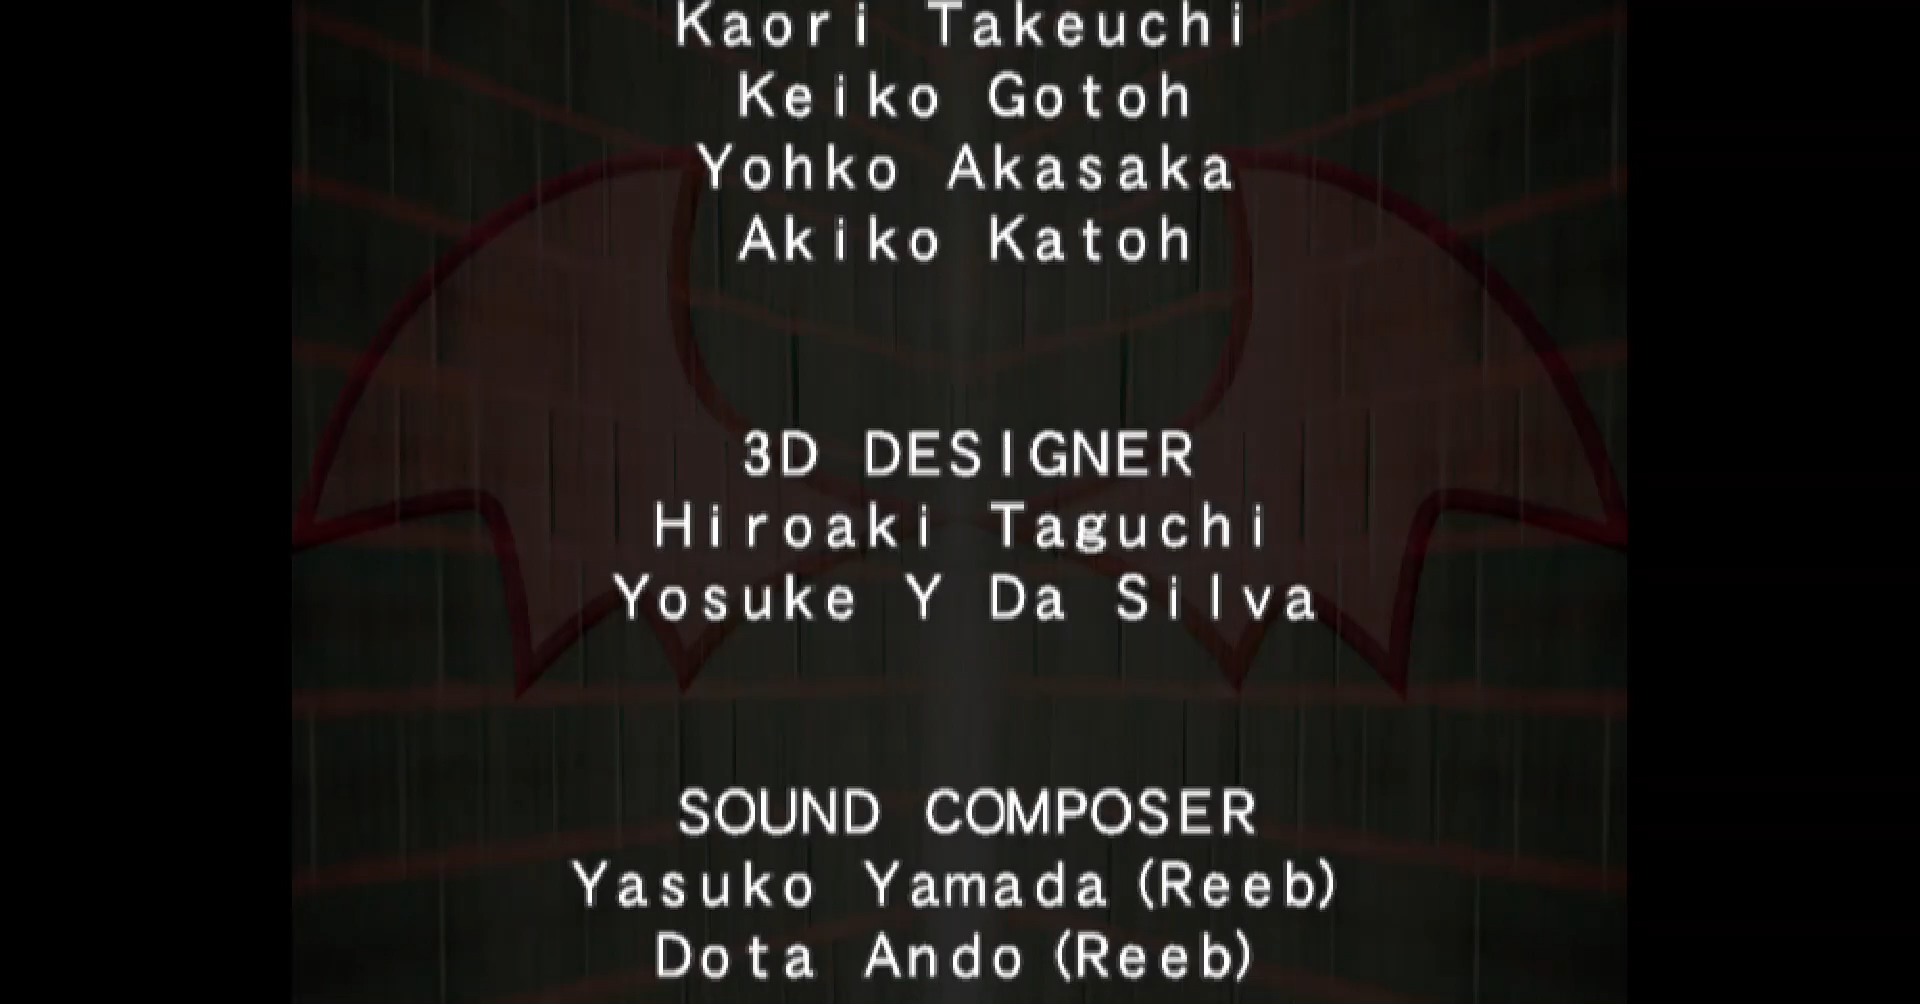 Kaori Takeuchi
Keiko Gotoh
Yohko Akasaka
Akiko Katoh
3D DESIGNER
Hiroaki Taguchi
Yosuke Y Da Silva
SOUND COMPOSER
Yasuko Yamada (Reeb)
Dota Ando (Reeb)